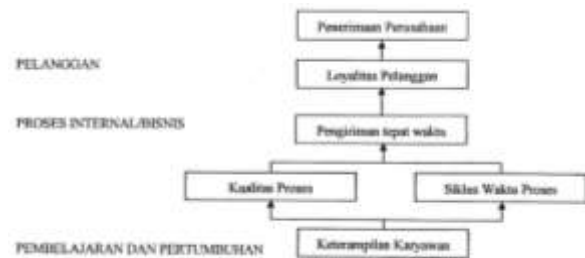 Penerimaan Perusahaan
PELANGGAN
Loyalitas Pelanggan
PROSES INTERNAL/BISNIS
Pengiriman tepat waktu
Kualitas Proses
Siklus Waktu Proses
PEMBELAJARAN DAN PERTUMBUHAN
Keterampilan Karyawan